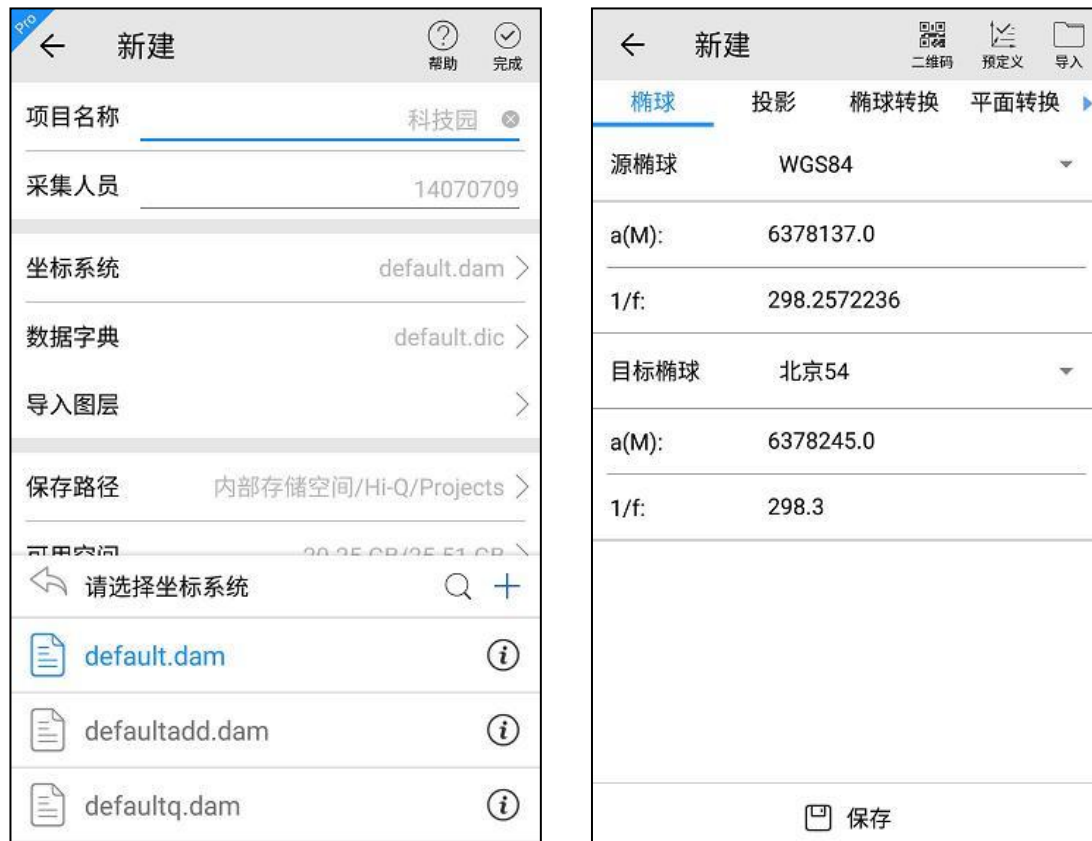 Pro
新建
帮助
完成
项目名称 科技园
采集人员 14070709
坐标系统 default.dam
数据字典 default.dic
导入图层
保存路径 内部存储空间/Hi-Q/Projects
可用空间
请选择坐标系统
default.dam
defaultadd.dam
defaultq.dam
新建
二维码
预定义
导入
椭球 投影 椭球转换 平面转换
源椭球 WGS84
a(M): 6378137.0
1/f: 298.2572236
目标椭球 北京54
a(M): 6378245.0
1/f: 298.3
保存